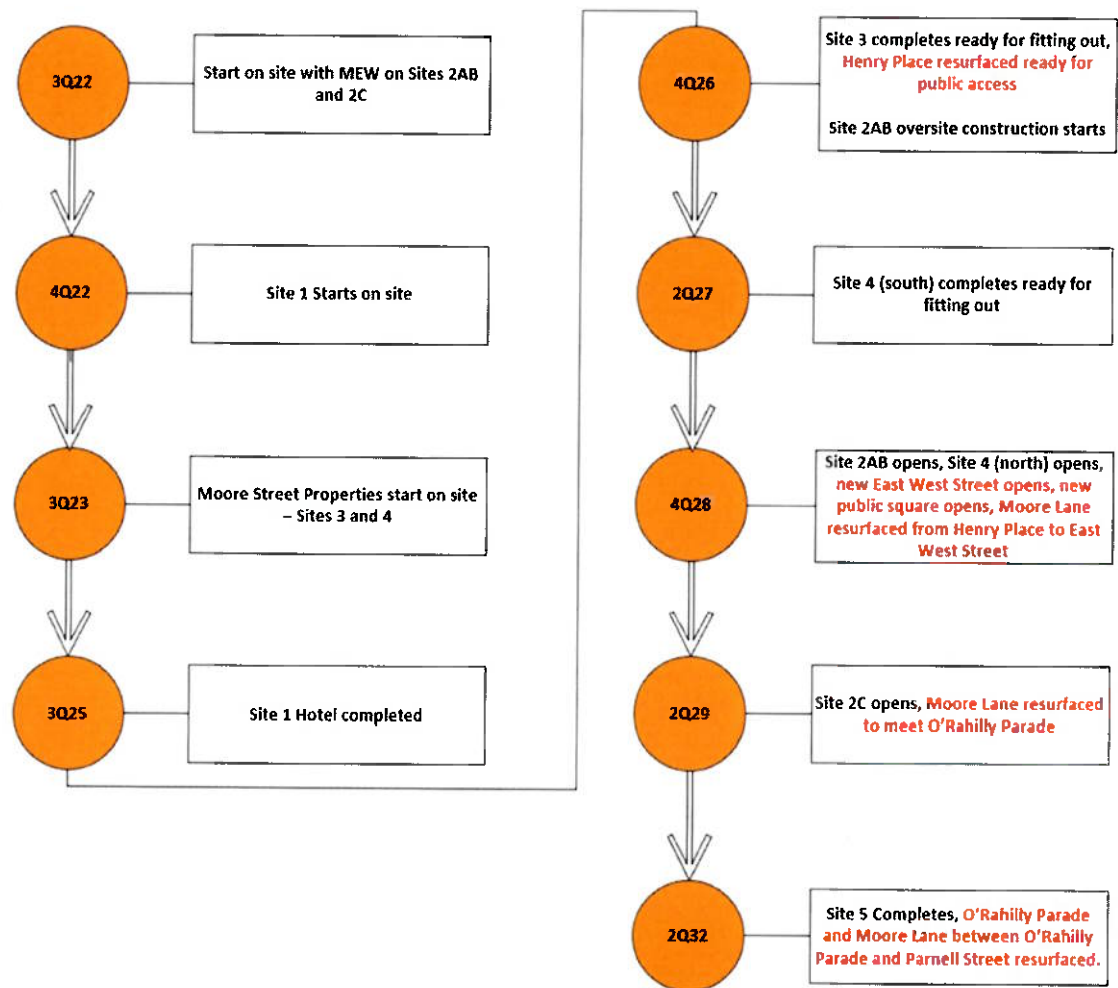 3Q22
Start on site with MEW on Sites 2AB
and 2C
4Q22
Site 1 Starts on site
3Q23
Moore Street Properties start on site
– Sites 3 and 4
3Q25
Site 1 Hotel completed
4Q26
Site 3 completes ready for fitting out,
Henry Place resurfaced ready for
public access
Site 2AB oversite construction starts
2Q27
Site 4 (south) completes ready for
fitting out
4Q28
Site 2AB opens, Site 4 (north) opens,
new East West Street opens, new
public square opens, Moore Lane
resurfaced from Henry Place to East
West Street
2Q29
Site 2C opens, Moore Lane resurfaced
to meet O'Rahilly Parade
2Q32
Site 5 Completes, O'Rahilly Parade
and Moore Lane between O'Rahilly
Parade and Parnell Street resurfaced.